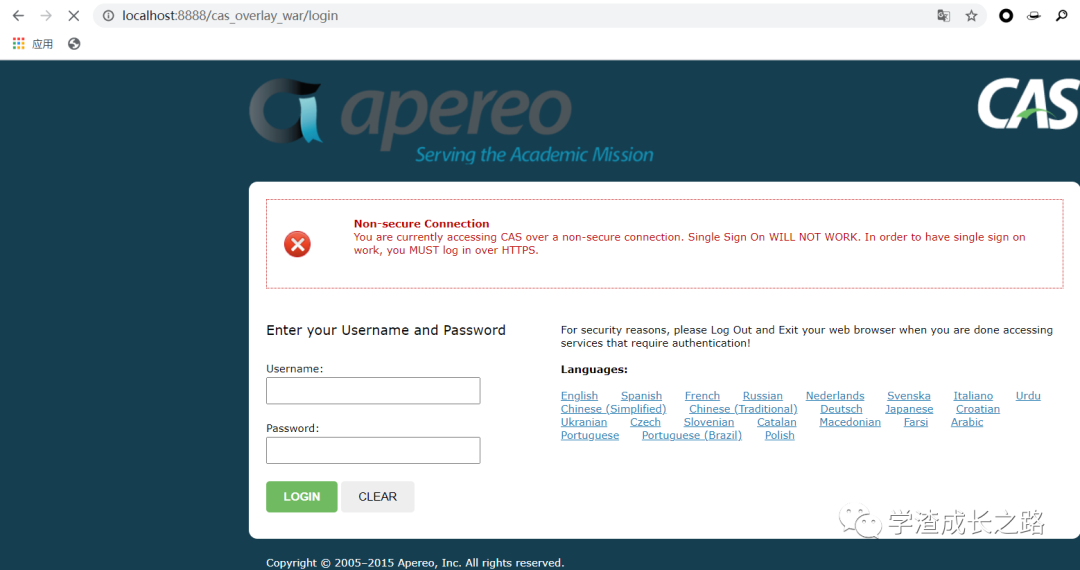 localhost:8888/cas_overlay_war/login
应用
apereo
Serving the Academic Mission
CAS
Non-secure Connection
You are currently accessing CAS over a non-secure connection. Single Sign On WILL NOT WORK. In order to have single sign on
work, you MUST log in over HTTPS.
Enter your Username and Password
Username:
Password:
LOGIN CLEAR
For security reasons, please Log Out and Exit your web browser when you are done accessing
services that require authentication!
Languages:
English Spanish French Russian Nederlands Svenska Italiano Urdu
Chinese (Simplified) Chinese (Traditional) Deutsch Japanese Croatian
Ukranian Czech Slovenian Catalan Macedonian Farsi Arabic
Portuguese Portuguese (Brazil) Polish
学渣成长之路
Copyright © 2005–2015 Apereo, Inc. All rights reserved.